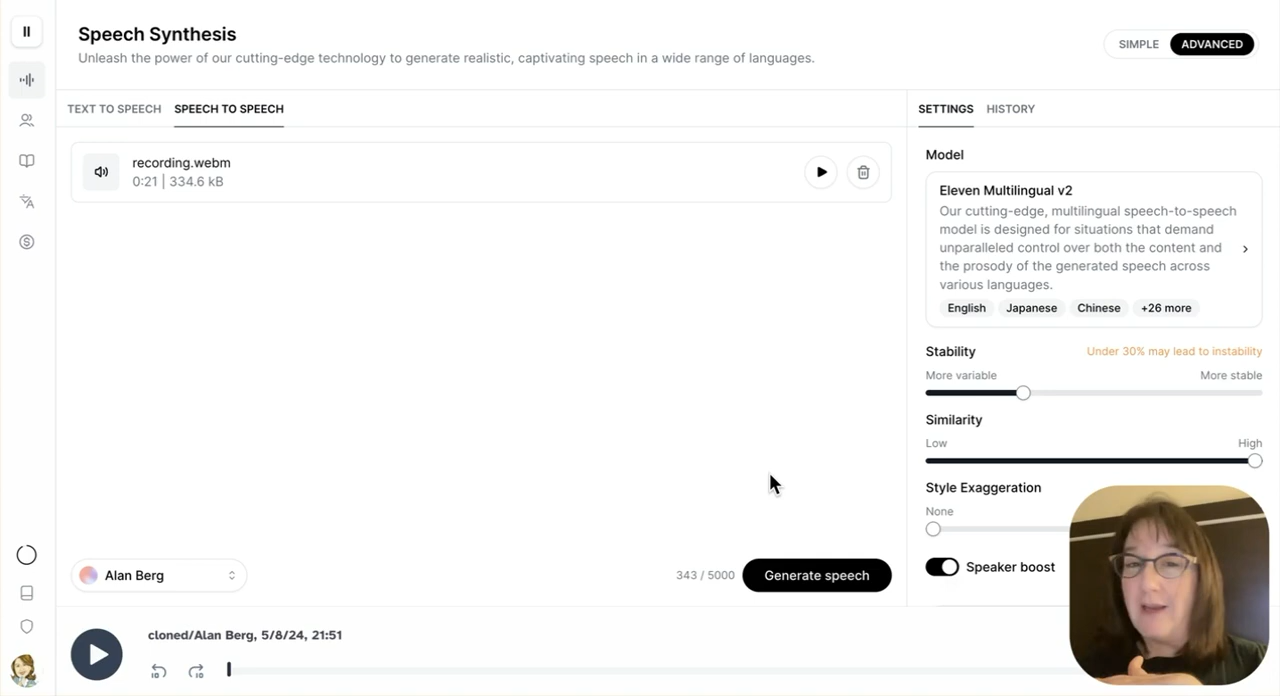 Speech Synthesis
Unleash the power of our cutting-edge technology to generate realistic, captivating speech in a wide range of languages.
SIMPLE ADVANCED
TEXT TO SPEECH SPEECH TO SPEECH
SETTINGS HISTORY
recording.webm
0:21 | 334.6 kB
Model
Eleven Multilingual v2
Our cutting-edge, multilingual speech-to-speech
model is designed for situations that demand
unparalleled control over both the content and
the prosody of the generated speech across
various languages.
English Japanese Chinese +26 more
Stability Under 30% may lead to instability
More variable More stable
Similarity
Low High
Style Exaggeration
None
Speaker boost
Alan Berg
343 / 5000 Generate speech
cloned/Alan Berg, 5/8/24, 21:51
10 10